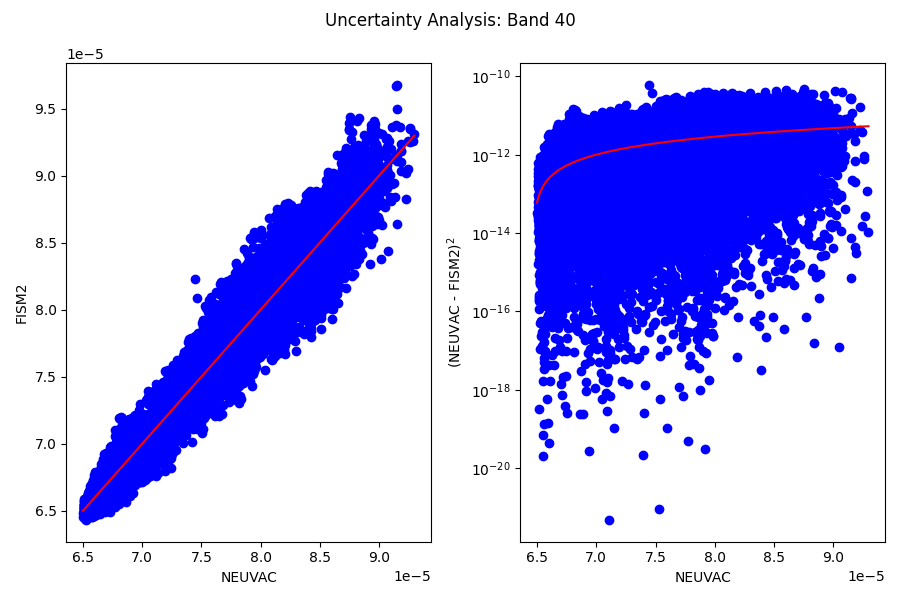 Uncertainty Analysis: Band 40
1e−5
9.5
9.0
8.5
8.0
7.5
7.0
6.5
FISM2
6.5 7.0 7.5 8.0 8.5 9.0
1e−5
NEUVAC
10⁻¹⁰
10⁻¹²
10⁻¹⁴
10⁻¹⁶
10⁻¹⁸
10⁻²⁰
(NEUVAC - FISM2)²
6.5 7.0 7.5 8.0 8.5 9.0
1e−5
NEUVAC